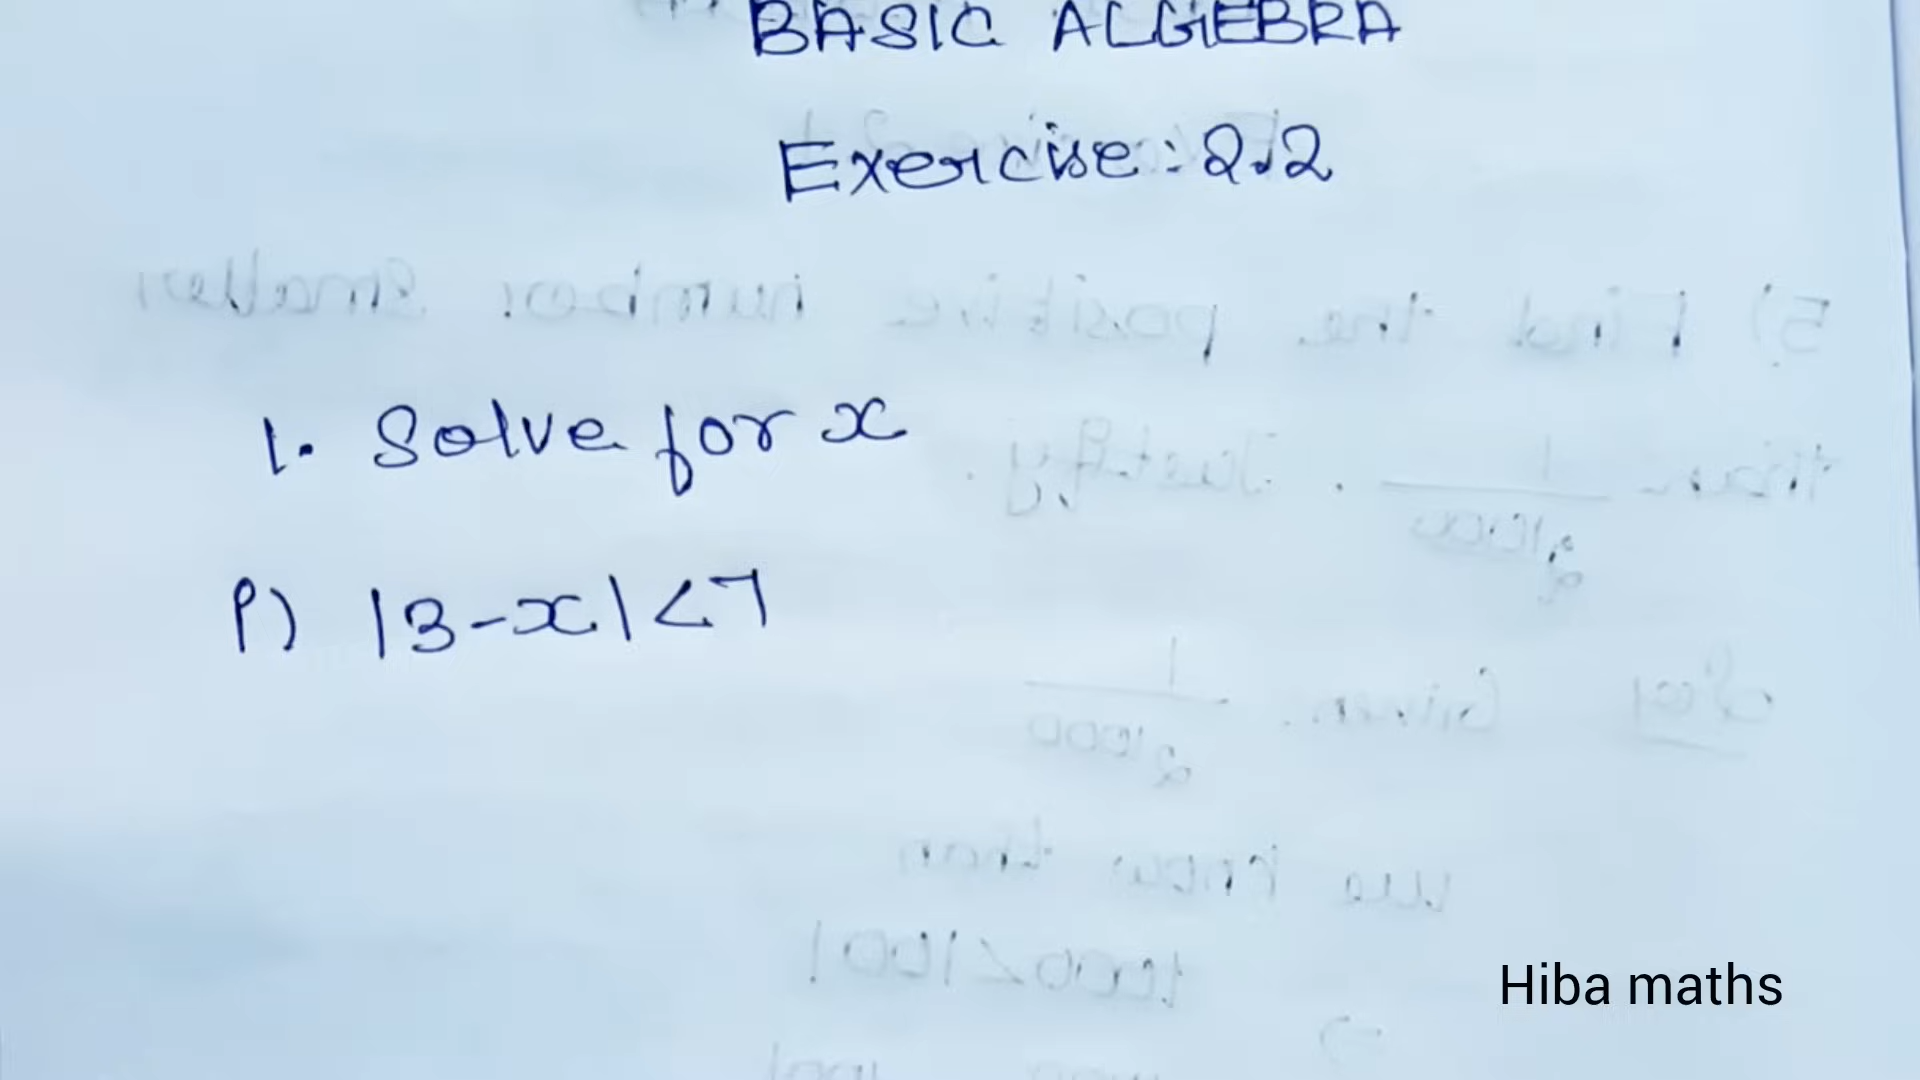 BASIC ALGEBRA
Exercise: 2.2
1. Solve for x
i) |3-x|<7
Hiba maths